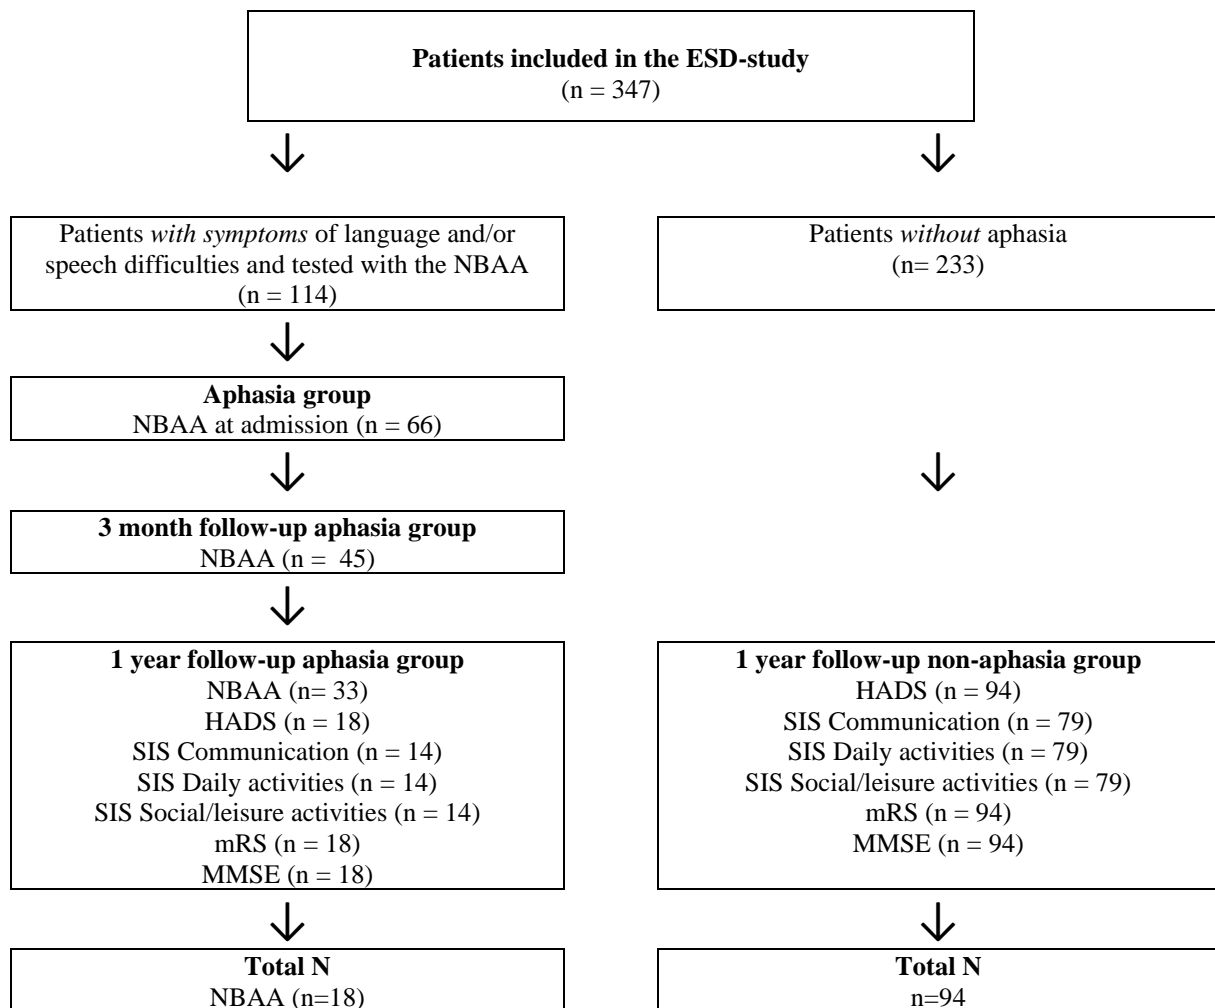 Patients included in the ESD-study
(n = 347)
Patients with symptoms of language and/or
speech difficulties and tested with the NBAA
(n = 114)
Patients without aphasia
(n= 233)
Aphasia group
NBAA at admission (n = 66)
3 month follow-up aphasia group
NBAA (n =  45)
1 year follow-up aphasia group
NBAA (n= 33)
HADS (n = 18)
SIS Communication (n = 14)
SIS Daily activities (n = 14)
SIS Social/leisure activities (n = 14)
mRS (n = 18)
MMSE (n = 18)
1 year follow-up non-aphasia group
HADS (n = 94)
SIS Communication (n = 79)
SIS Daily activities (n = 79)
SIS Social/leisure activities (n = 79)
mRS (n = 94)
MMSE (n = 94)
Total N
NBAA (n=18)
Total N
n=94